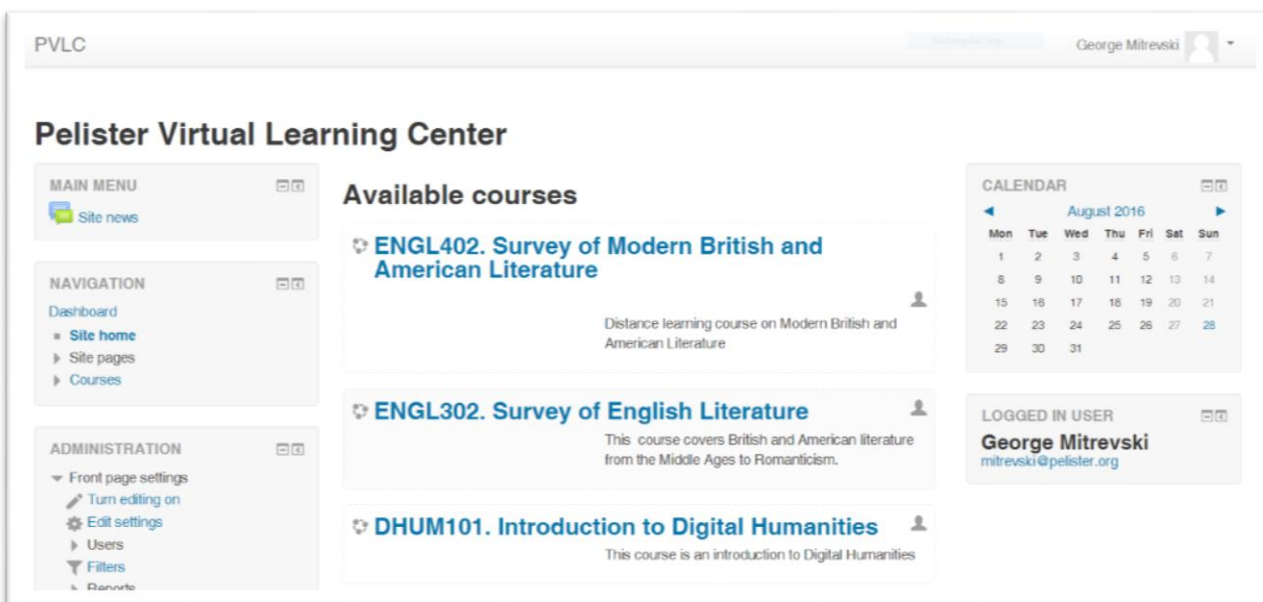 PVLC
George Mitrevski
Pelister Virtual Learning Center
MAIN MENU
Site news
NAVIGATION
Dashboard
Site home
Site pages
Courses
ADMINISTRATION
Front page settings
Turn editing on
Edit settings
Users
Filters
Reports
Available courses
ENGL402. Survey of Modern British and
American Literature
Distance learning course on Modern British and
American Literature
ENGL302. Survey of English Literature
This course covers British and American literature
from the Middle Ages to Romanticism.
DHUM101. Introduction to Digital Humanities
This course is an introduction to Digital Humanities
CALENDAR
August 2016
Mon Tue Wed Thu Fri Sat Sun
1 2 3 4 5 6 7
8 9 10 11 12 13 14
15 16 17 18 19 20 21
22 23 24 25 26 27 28
29 30 31
LOGGED IN USER
George Mitrevski
mitrevski@pelister.org